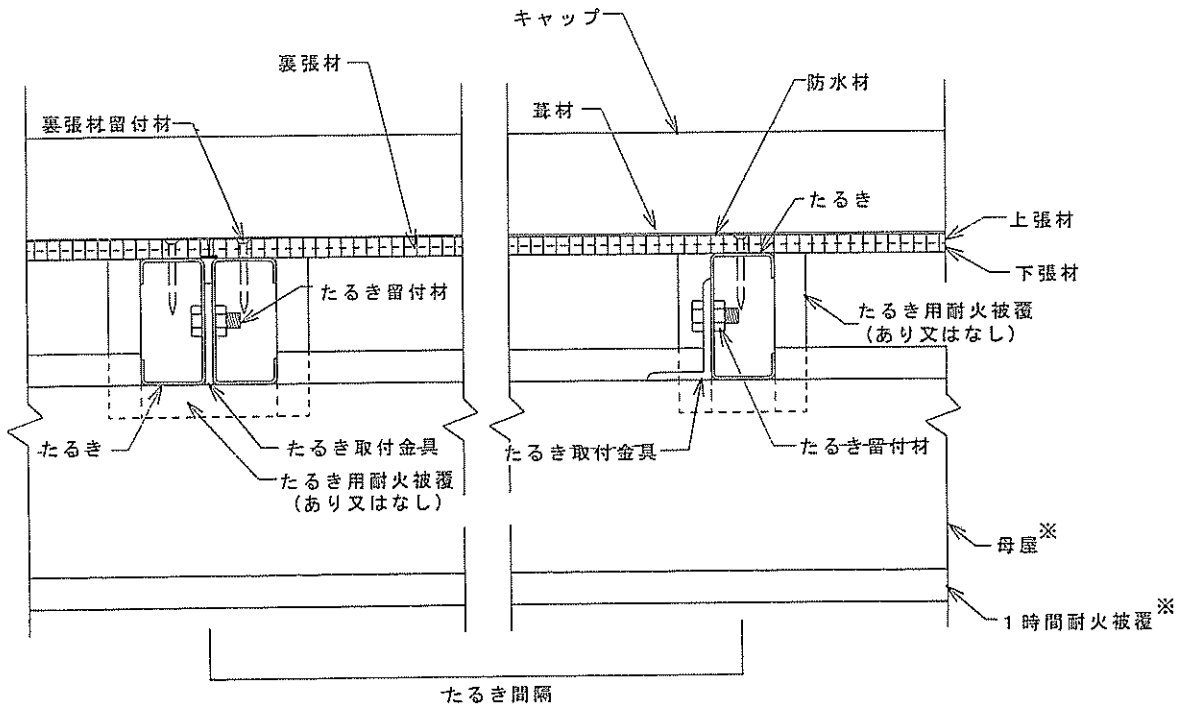 キャップ
裏張材
防水材
葺材
裏張材留付材
たるき
上張材
下張材
たるき留付材
たるき用耐火被覆
(あり又はなし)
たるき
たるき取付金具
たるき取付金具
たるき留付材
たるき用耐火被覆
(あり又はなし)
母屋※
1時間耐火被覆※
たるき間隔